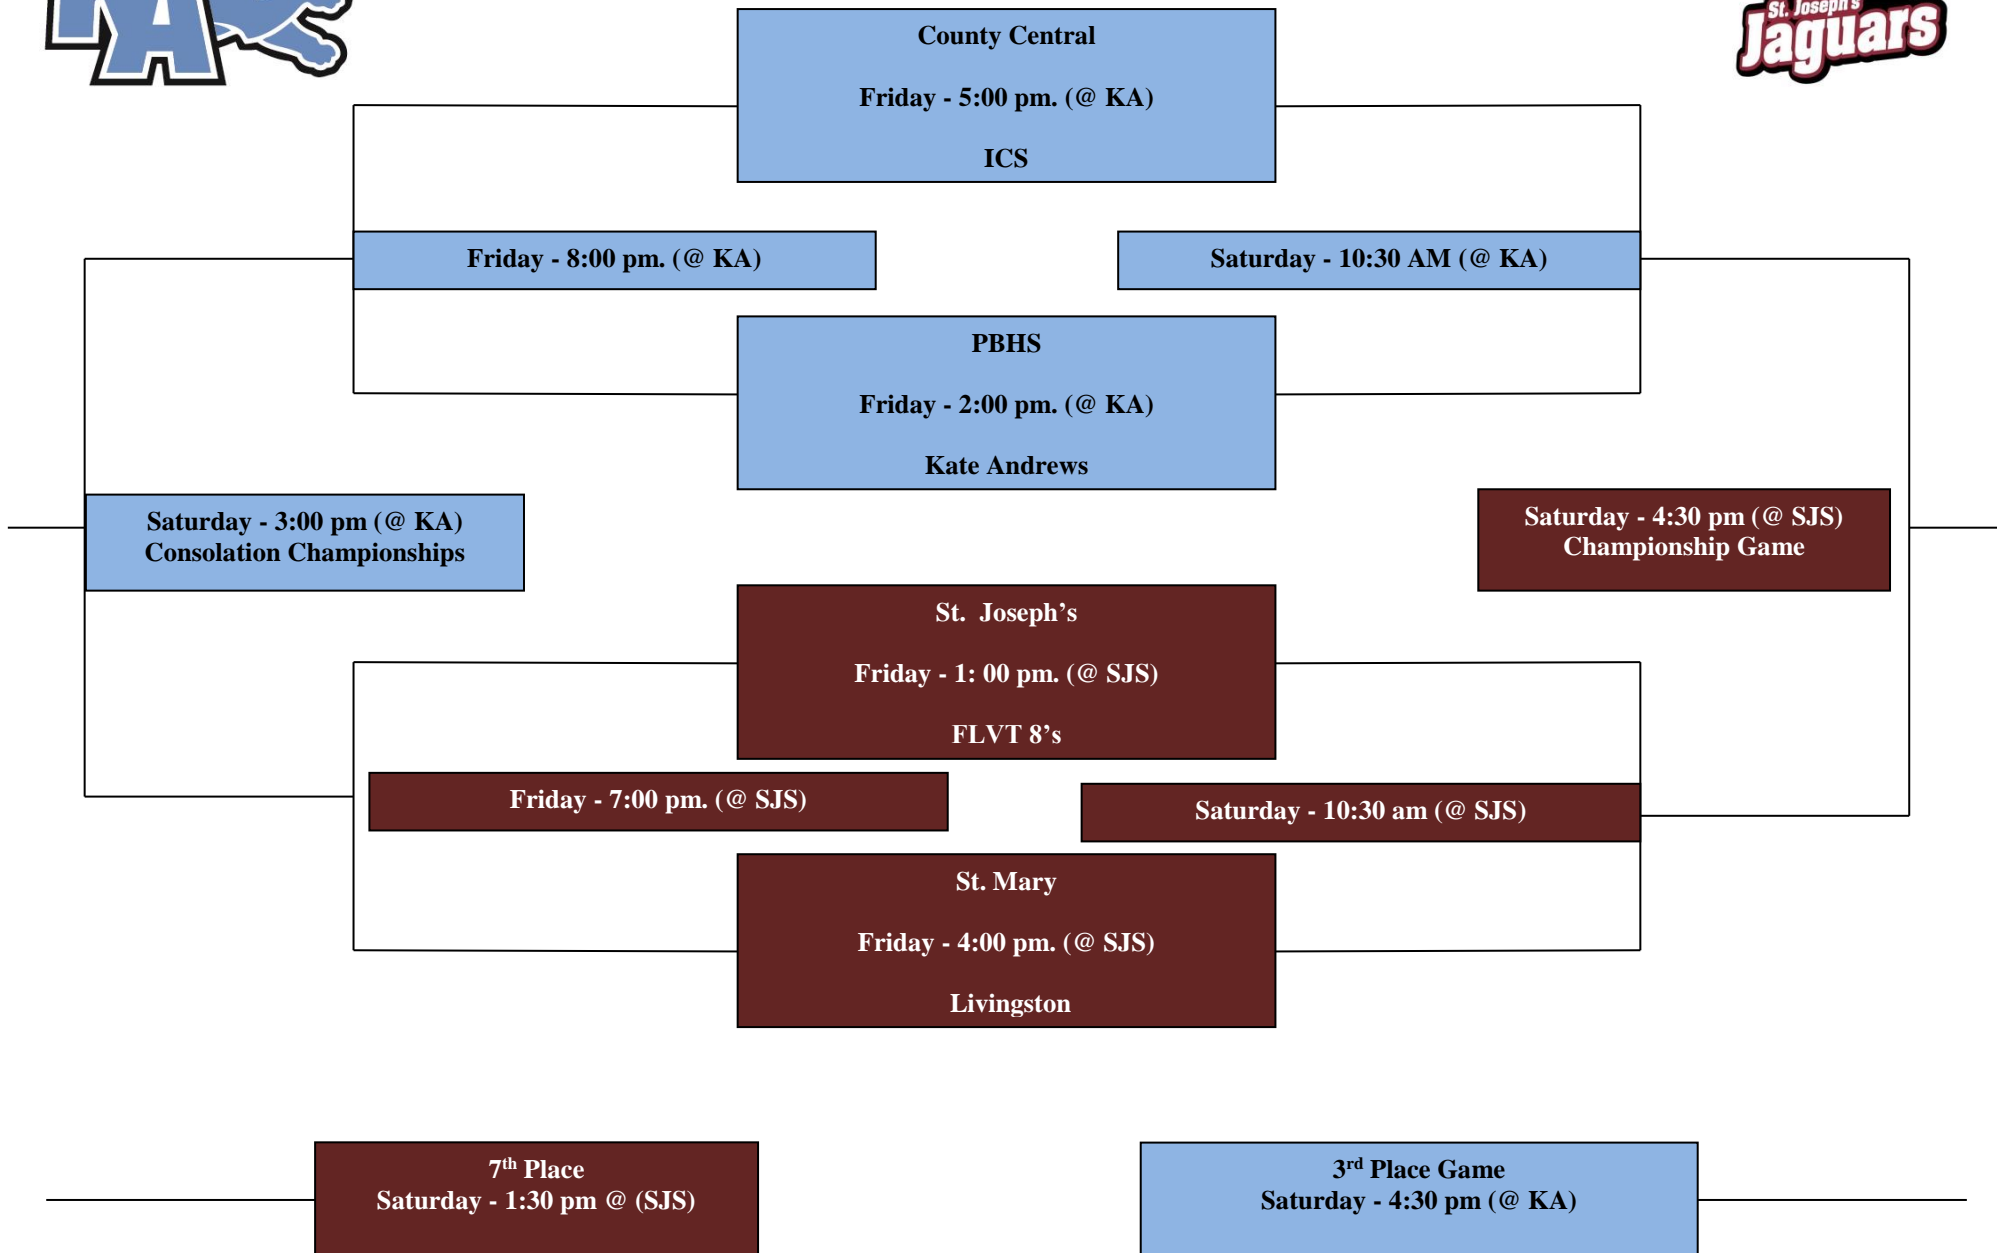 KA
St. Joseph's
Jaguars
County Central
Friday - 5:00 pm. (@ KA)
ICS
Friday - 8:00 pm. (@ KA)
Saturday - 10:30 AM (@ KA)
PBHS
Friday - 2:00 pm. (@ KA)
Kate Andrews
Saturday - 3:00 pm (@ KA)
Consolation Championships
Saturday - 4:30 pm (@ SJS)
Championship Game
St.  Joseph’s
Friday - 1: 00 pm. (@ SJS)
FLVT 8’s
Friday - 7:00 pm. (@ SJS)
Saturday - 10:30 am (@ SJS)
St. Mary
Friday - 4:00 pm. (@ SJS)
Livingston
7th Place
Saturday - 1:30 pm @ (SJS)
3rd Place Game
Saturday - 4:30 pm (@ KA)